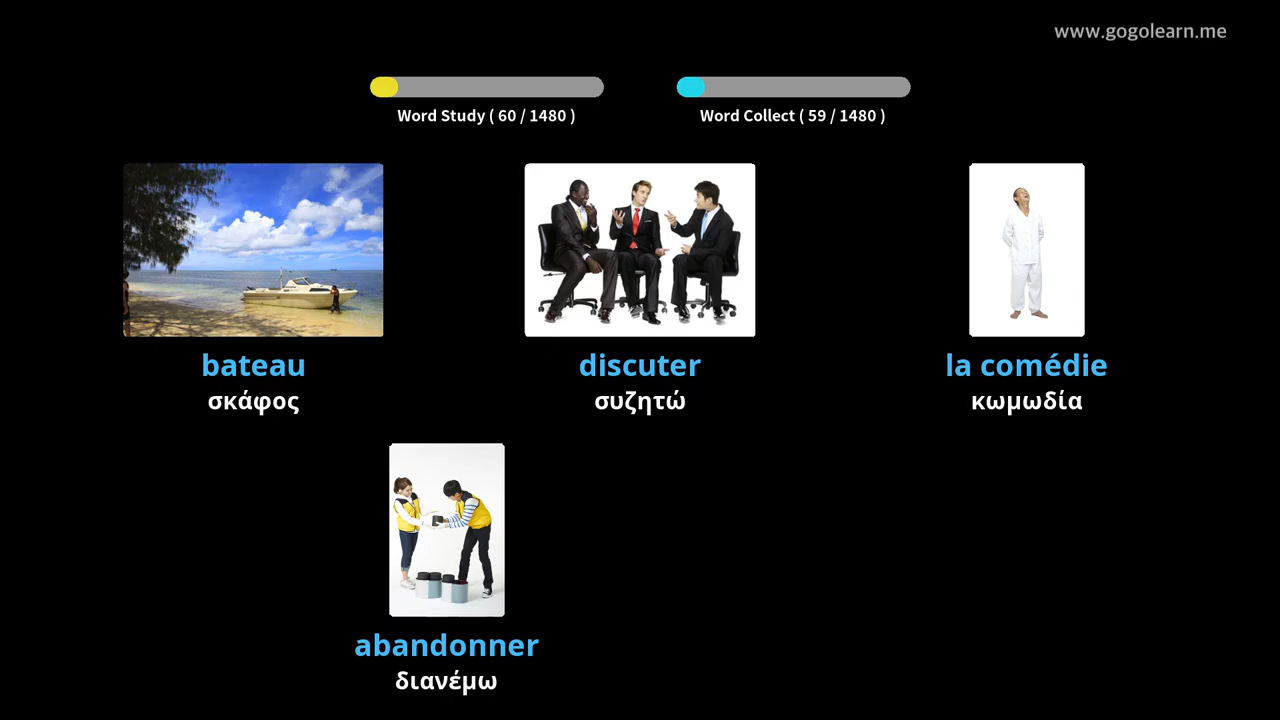 www.gogolearn.me
Word Study ( 60 / 1480 )
Word Collect ( 59 / 1480 )
bateau
σκάφος
discuter
συζητώ
la comédie
κωμωδία
abandonner
διανέμω